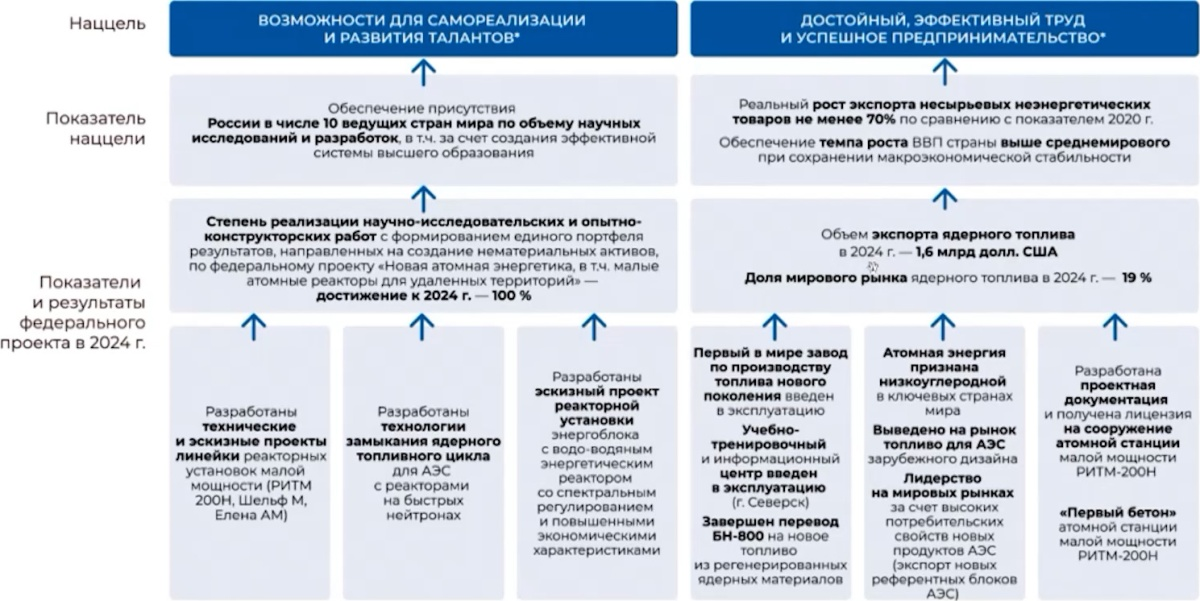 Наццель
ВОЗМОЖНОСТИ ДЛЯ САМОРЕАЛИЗАЦИИ
И РАЗВИТИЯ ТАЛАНТОВ*
ДОСТОЙНЫЙ, ЭФФЕКТИВНЫЙ ТРУД
И УСПЕШНОЕ ПРЕДПРИНИМАТЕЛЬСТВО*
Показатель
наццели
Обеспечение присутствия
России в числе 10 ведущих стран мира по объему научных
исследований и разработок, в т.ч. за счет создания эффективной
системы высшего образования
Реальный рост экспорта несырьевых неэнергетических
товаров не менее 70% по сравнению с показателем 2020 г.
Обеспечение темпа роста ВВП страны выше среднемирового
при сохранении макроэкономической стабильности
Показатели
и результаты
федерального
проекта в 2024 г.
Степень реализации научно-исследовательских и опытно-
конструкторских работ с формированием единого портфеля
результатов, направленных на создание нематериальных активов,
по федеральному проекту «Новая атомная энергетика, в т.ч. малые
атомные реакторы для удаленных территорий» —
достижение к 2024 г. — 100 %
Объем экспорта ядерного топлива
в 2024 г. — 1,6 млрд долл. США
Доля мирового рынка ядерного топлива в 2024 г. — 19 %
Разработаны
технические
и эскизные проекты
линейки реакторных
установок малой
мощности (РИТМ
200Н, Шельф М,
Елена АМ)
Разработаны
технологии
замыкания ядерного
топливного цикла
для АЭС
с реакторами
на быстрых
нейтронах
Разработаны
эскизный проект
реакторной
установки
энергоблока
с водо-водяным
энергетическим
реактором
со спектральным
регулированием
и повышенными
экономическими
характеристиками
Первый в мире завод
по производству
топлива нового
поколения введен
в эксплуатацию
Учебно-
тренировочный
и информационный
центр введен
в эксплуатацию
(г. Северск)
Завершен перевод
БН-800 на новое
топливо
из регенерированных
ядерных материалов
Атомная энергия
признана
низкоуглеродной
в ключевых странах
мира
Выведено на рынок
топливо для АЭС
зарубежного дизайна
Лидерство
на мировых рынках
за счет высоких
потребительских
свойств новых
продуктов АЭС
(экспорт новых
референтных блоков
АЭС)
Разработана
проектная
документация
и получена лицензия
на сооружение
атомной станции
малой мощности
РИТМ-200Н
«Первый бетон»
атомной станции
малой мощности
РИТМ-200Н